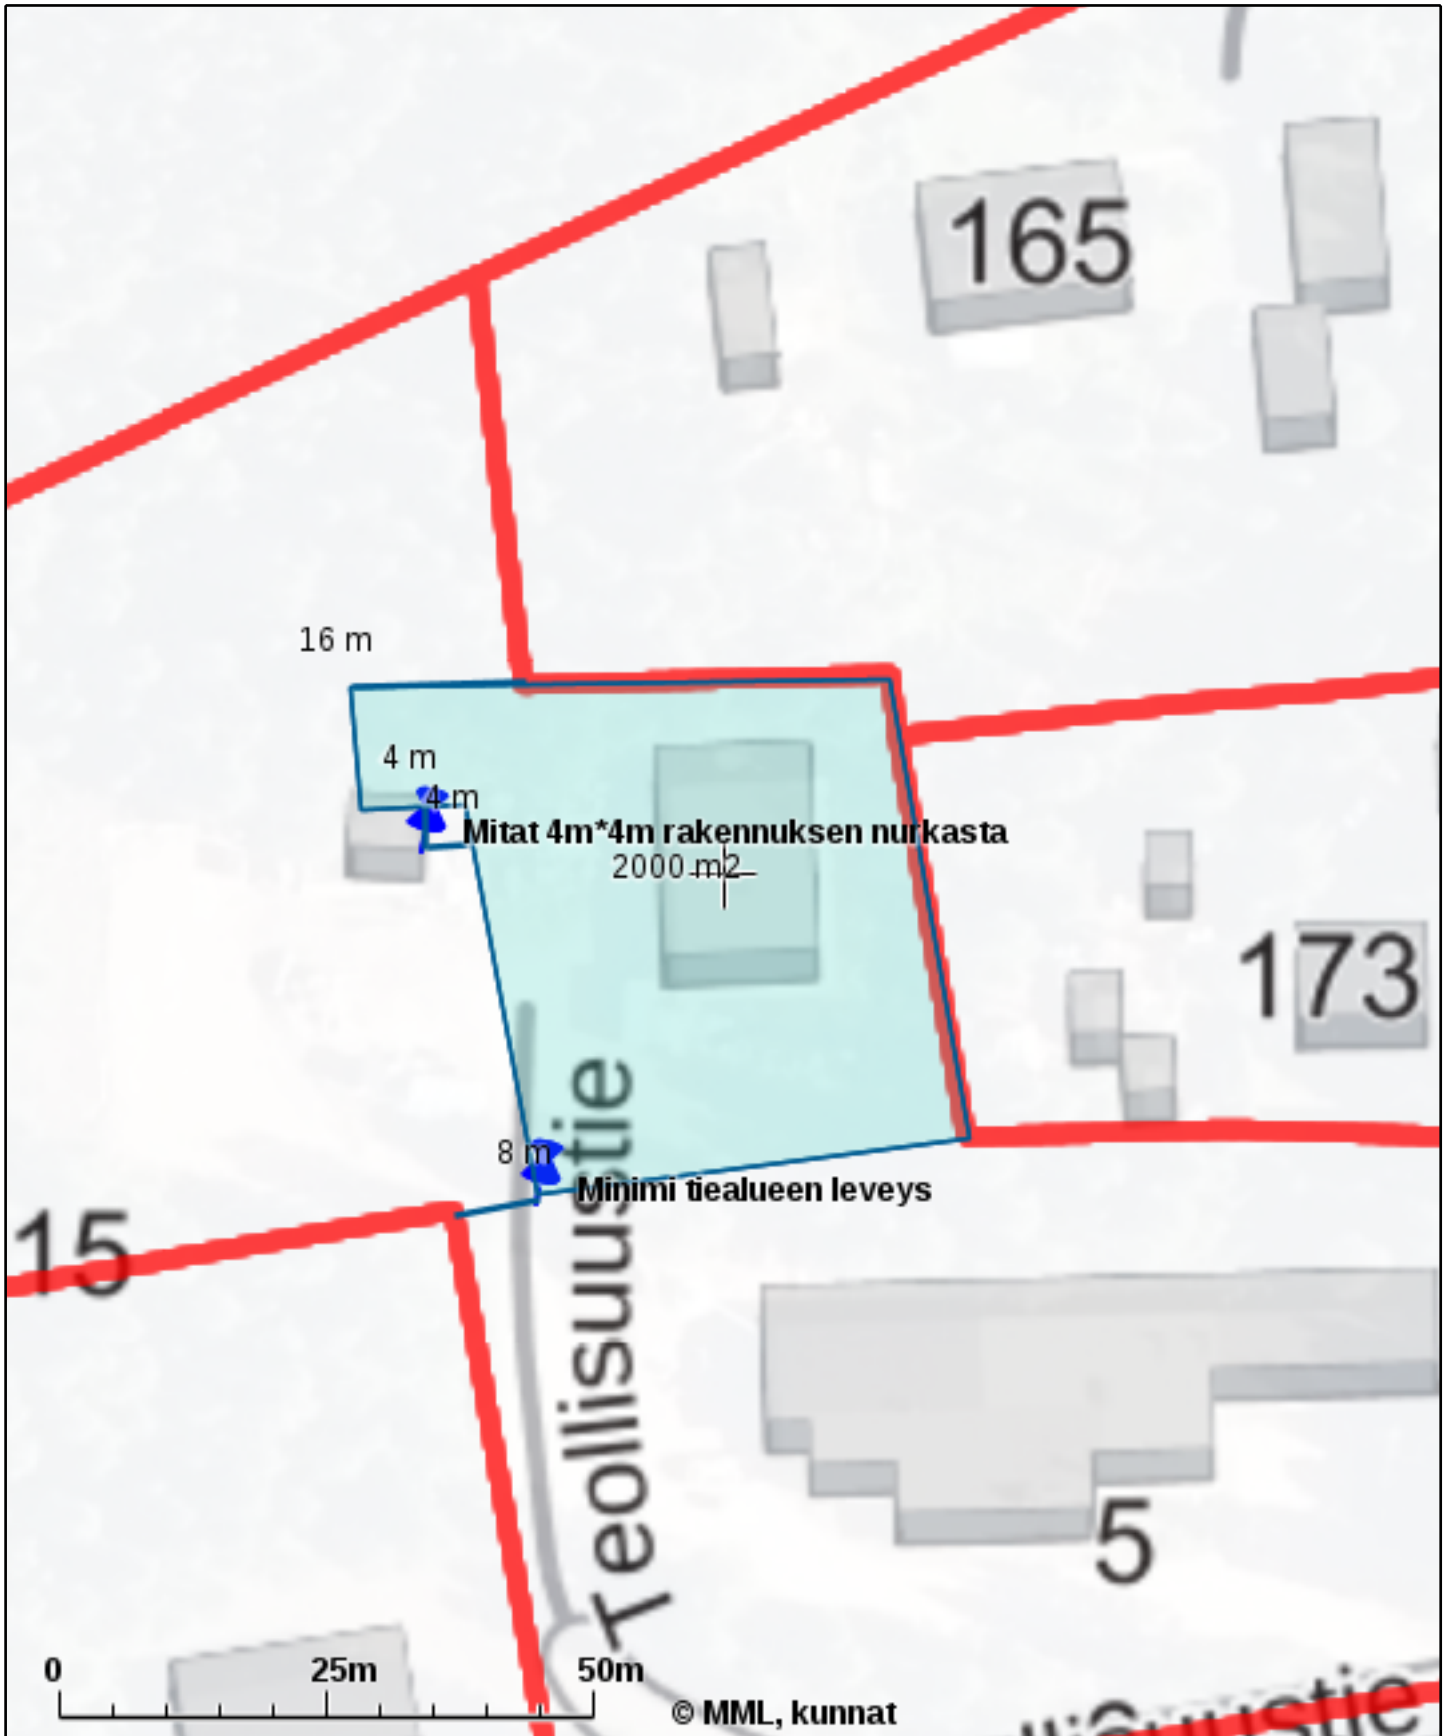 165
16 m
4 m
4 m
Mitat 4m*4m rakennuksen nurkasta
2000 m2
173
8 m
Minimi tiealueen leveys
15
Teollisuustie
5
0 25m 50m
© MML, kunnat